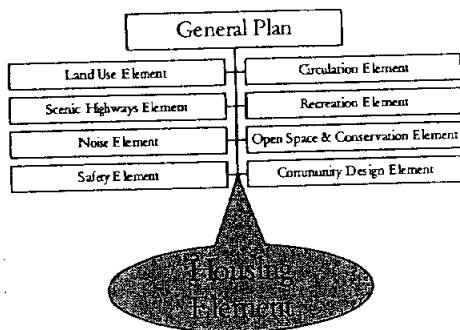 General Plan
Land Use Element
Circulation Element
Scenic Highways Element
Recreation Element
Noise Element
Open Space & Conservation Element
Safety Element
Community Design Element
Housing
Element